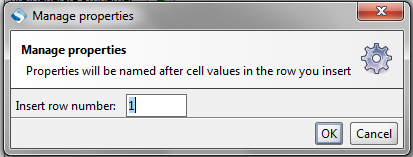 Manage properties
Manage properties
Properties will be named after cell values in the row you insert
Insert row number: 1
OK Cancel